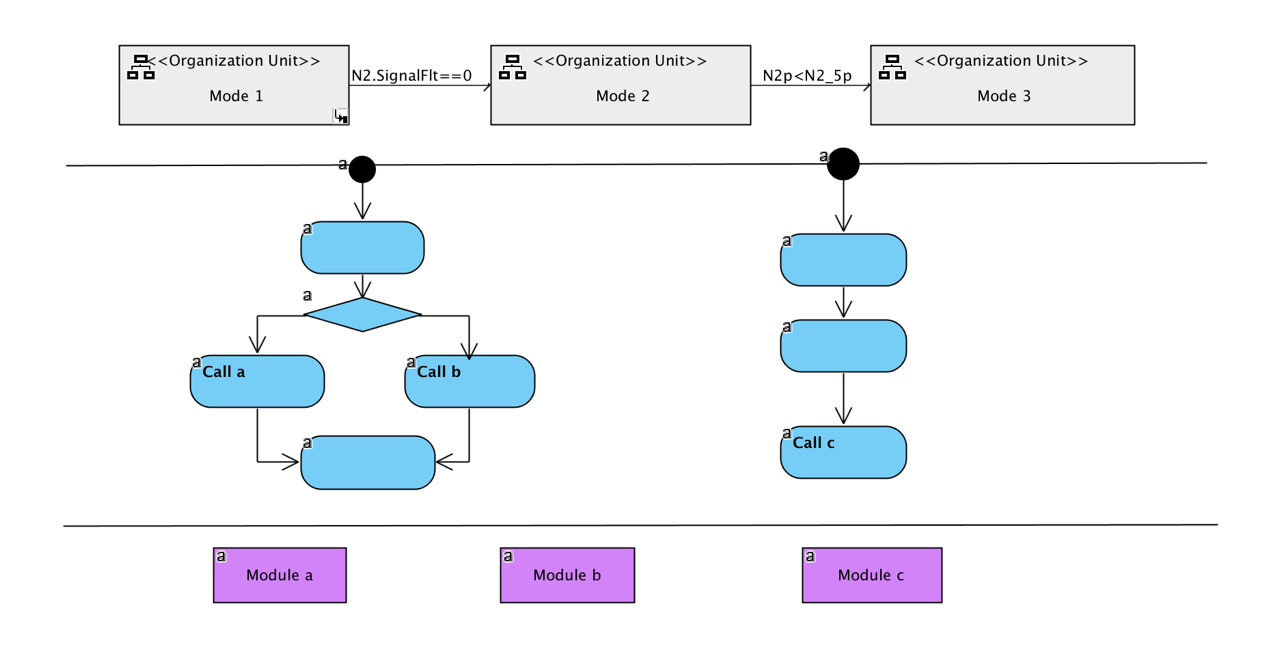 <<Organization Unit>>
Mode 1
N2.SignalFlt==0
<<Organization Unit>>
Mode 2
N2p<N2_5p
<<Organization Unit>>
Mode 3
a
a
a
a
a
a
a
Call a
a
Call b
a
Call c
a
a
Module a
a
Module b
a
Module c